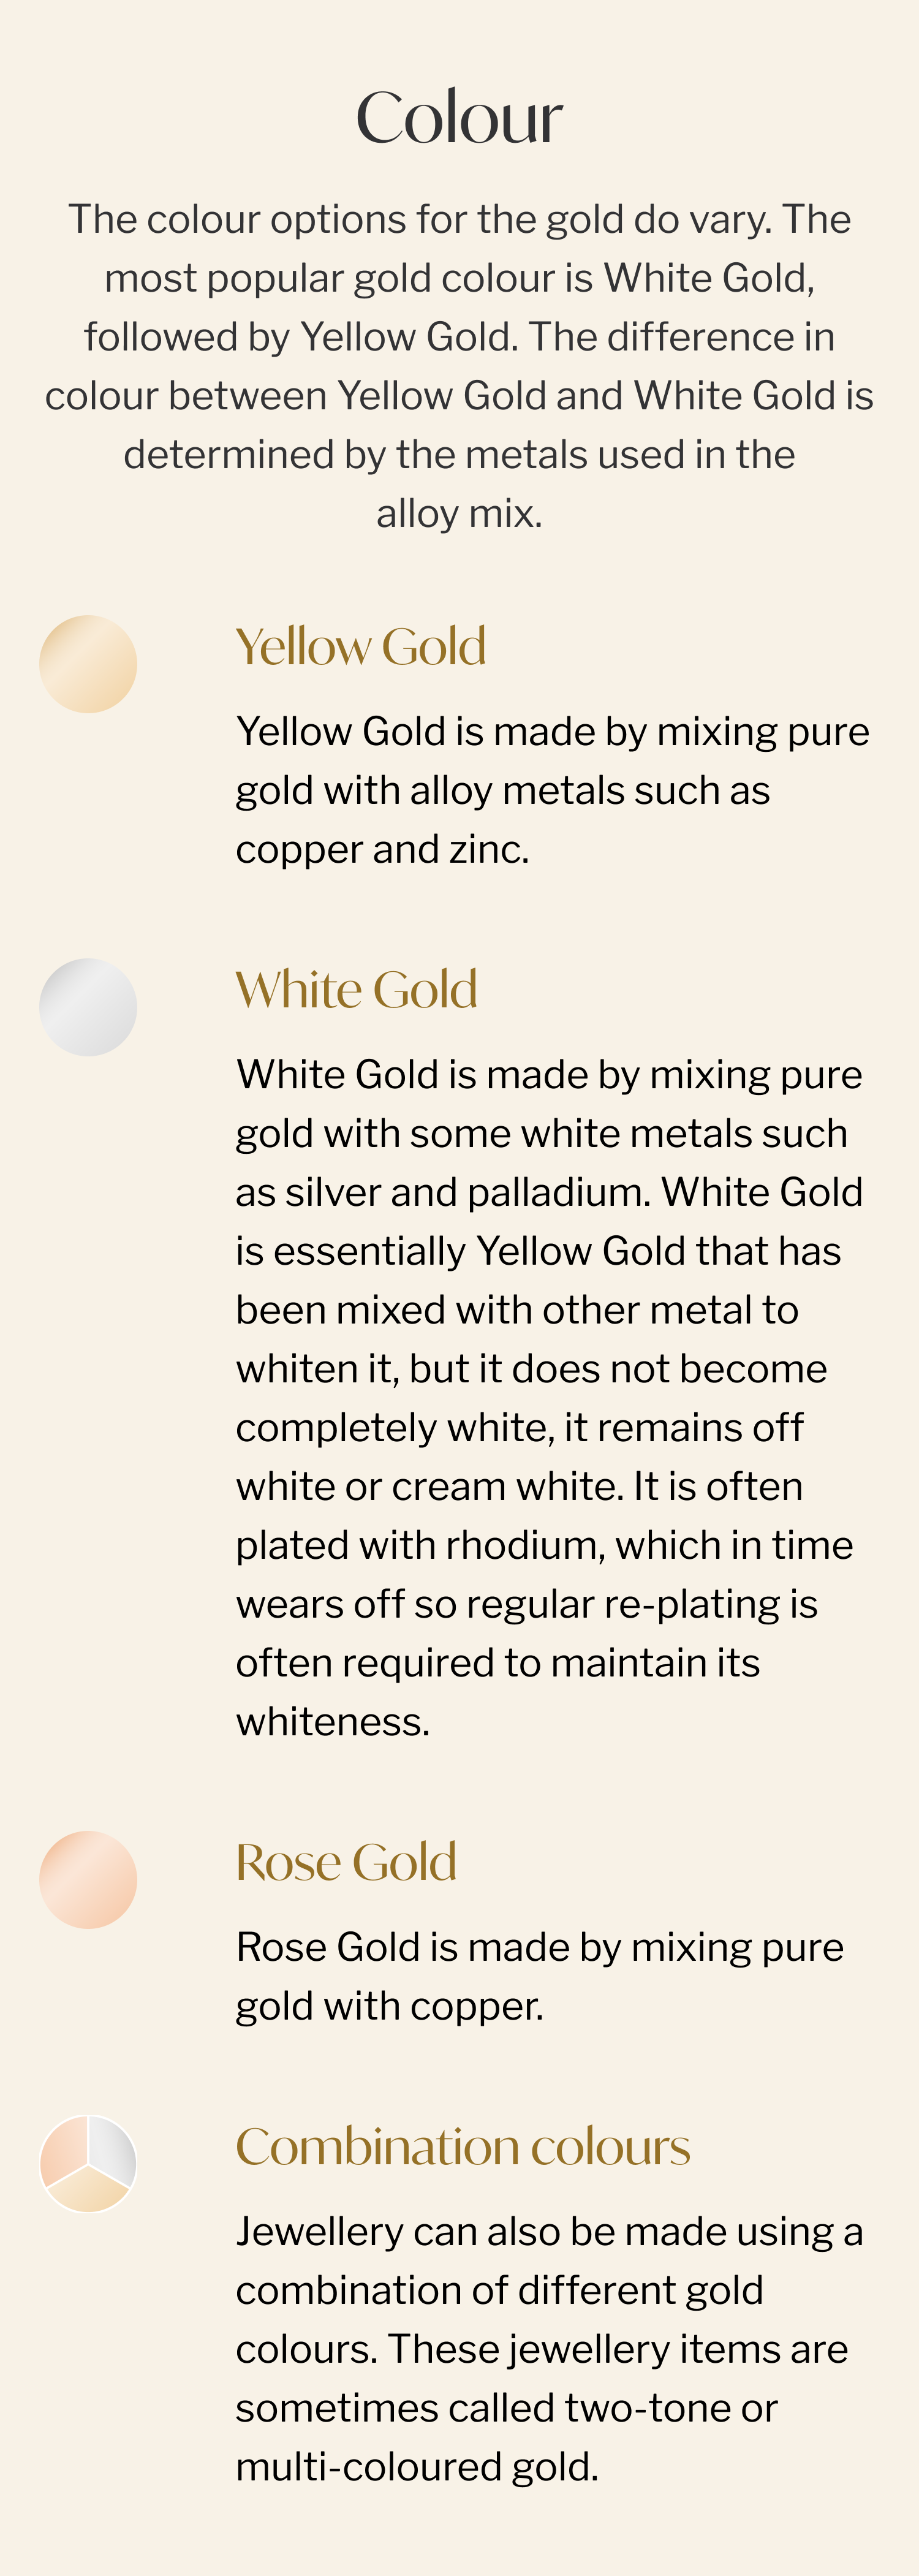 Colour
The colour options for the gold do vary. The
most popular gold colour is White Gold,
followed by Yellow Gold. The difference in
colour between Yellow Gold and White Gold is
determined by the metals used in the
alloy mix.
Yellow Gold
Yellow Gold is made by mixing pure
gold with alloy metals such as
copper and zinc.
White Gold
White Gold is made by mixing pure
gold with some white metals such
as silver and palladium. White Gold
is essentially Yellow Gold that has
been mixed with other metal to
whiten it, but it does not become
completely white, it remains off
white or cream white. It is often
plated with rhodium, which in time
wears off so regular re-plating is
often required to maintain its
whiteness.
Rose Gold
Rose Gold is made by mixing pure
gold with copper.
Combination colours
Jewellery can also be made using a
combination of different gold
colours. These jewellery items are
sometimes called two-tone or
multi-coloured gold.